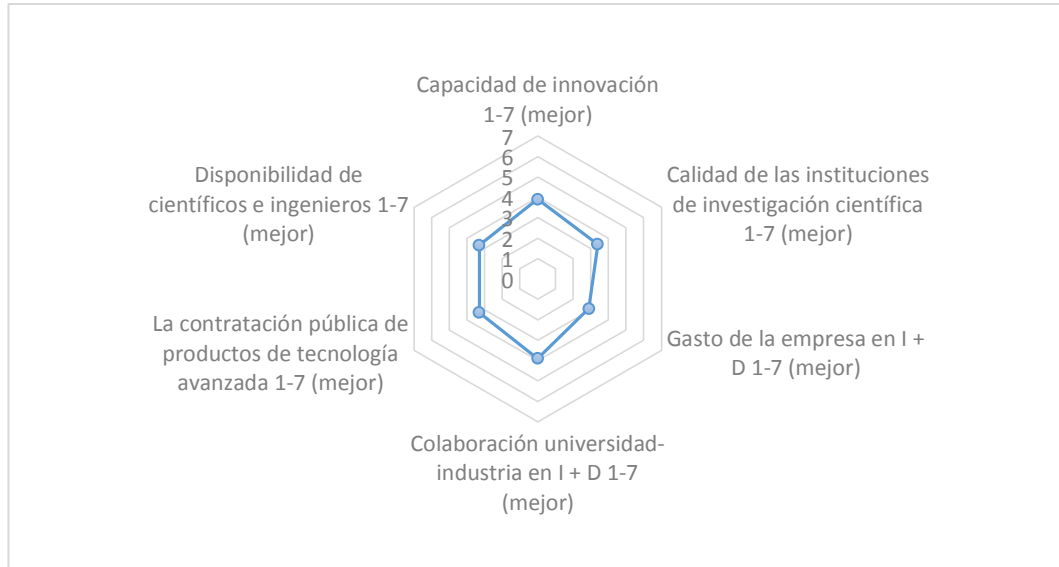 Capacidad de innovación
1-7 (mejor)
7
6
5
4
3
2
1
0
Calidad de las instituciones
de investigación científica
1-7 (mejor)
Gasto de la empresa en I +
D 1-7 (mejor)
Colaboración universidad-
industria en I + D 1-7
(mejor)
La contratación pública de
productos de tecnología
avanzada 1-7 (mejor)
Disponibilidad de
científicos e ingenieros 1-7
(mejor)